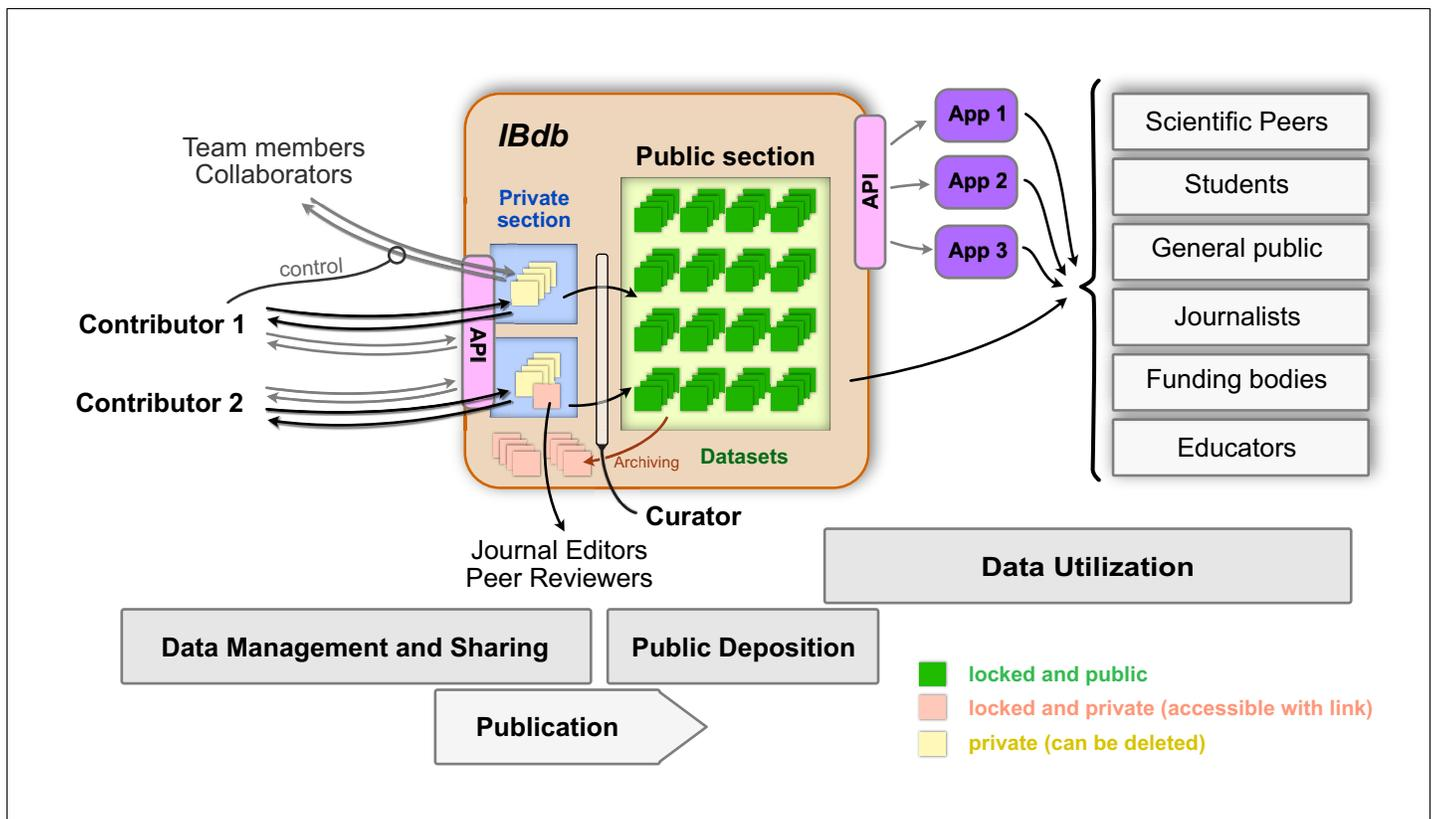 IBdb
Public section
Private
section
Team members
Collaborators
control
Contributor 1
Contributor 2
API
API
App 1
App 2
App 3
Scientific Peers
Students
General public
Journalists
Funding bodies
Educators
Archiving
Datasets
Curator
Journal Editors
Peer Reviewers
Data Utilization
Data Management and Sharing
Public Deposition
Publication
locked and public
locked and private (accessible with link)
private (can be deleted)